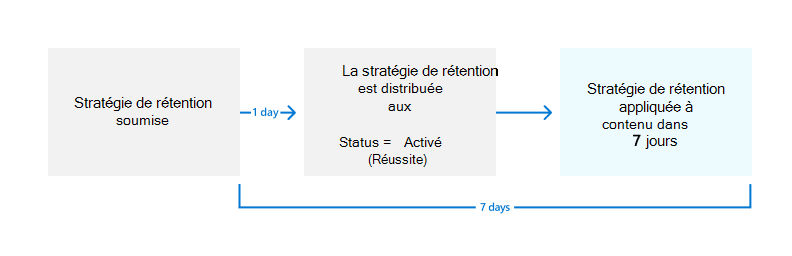 Stratégie de rétention
soumise
1 day
La stratégie de rétention
est distribuée
aux
Status = Activé
(Réussite)
Stratégie de rétention
appliquée à
contenu dans
7 jours
7 days